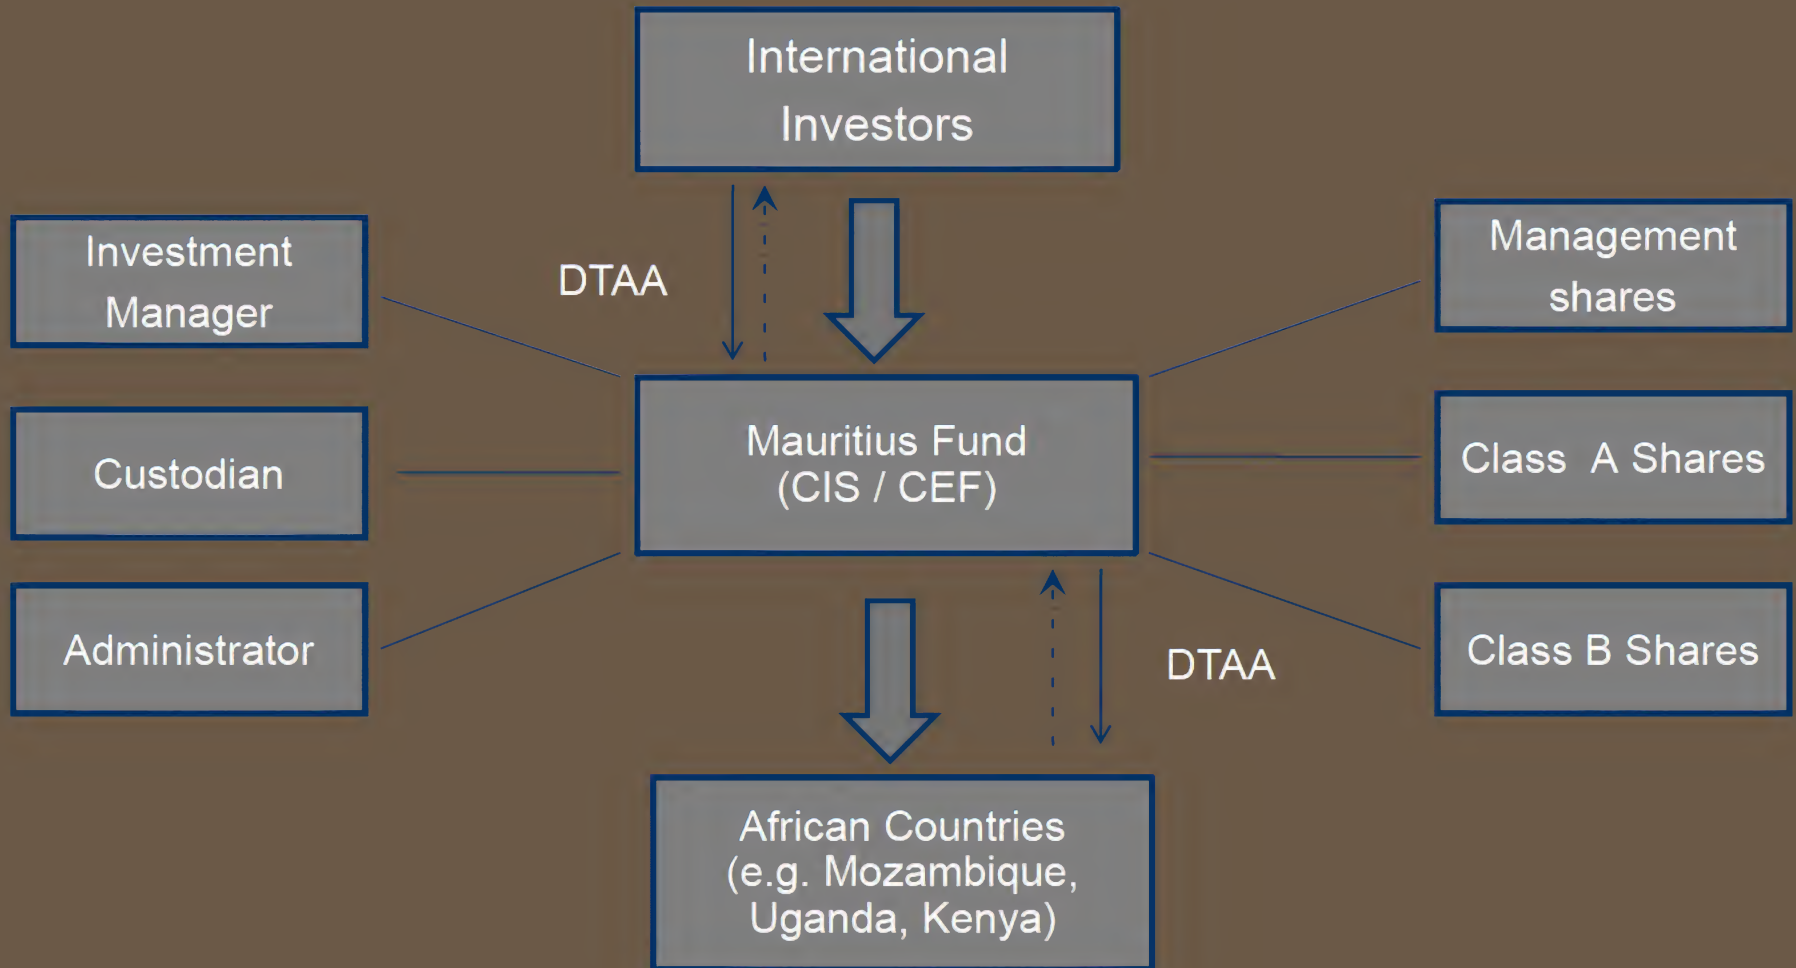 International
Investors
Investment
Manager
DTAA
Management
shares
Custodian
Mauritius Fund
(CIS / CEF)
Class A Shares
Administrator
DTAA
Class B Shares
African Countries
(e.g. Mozambique,
Uganda, Kenya)